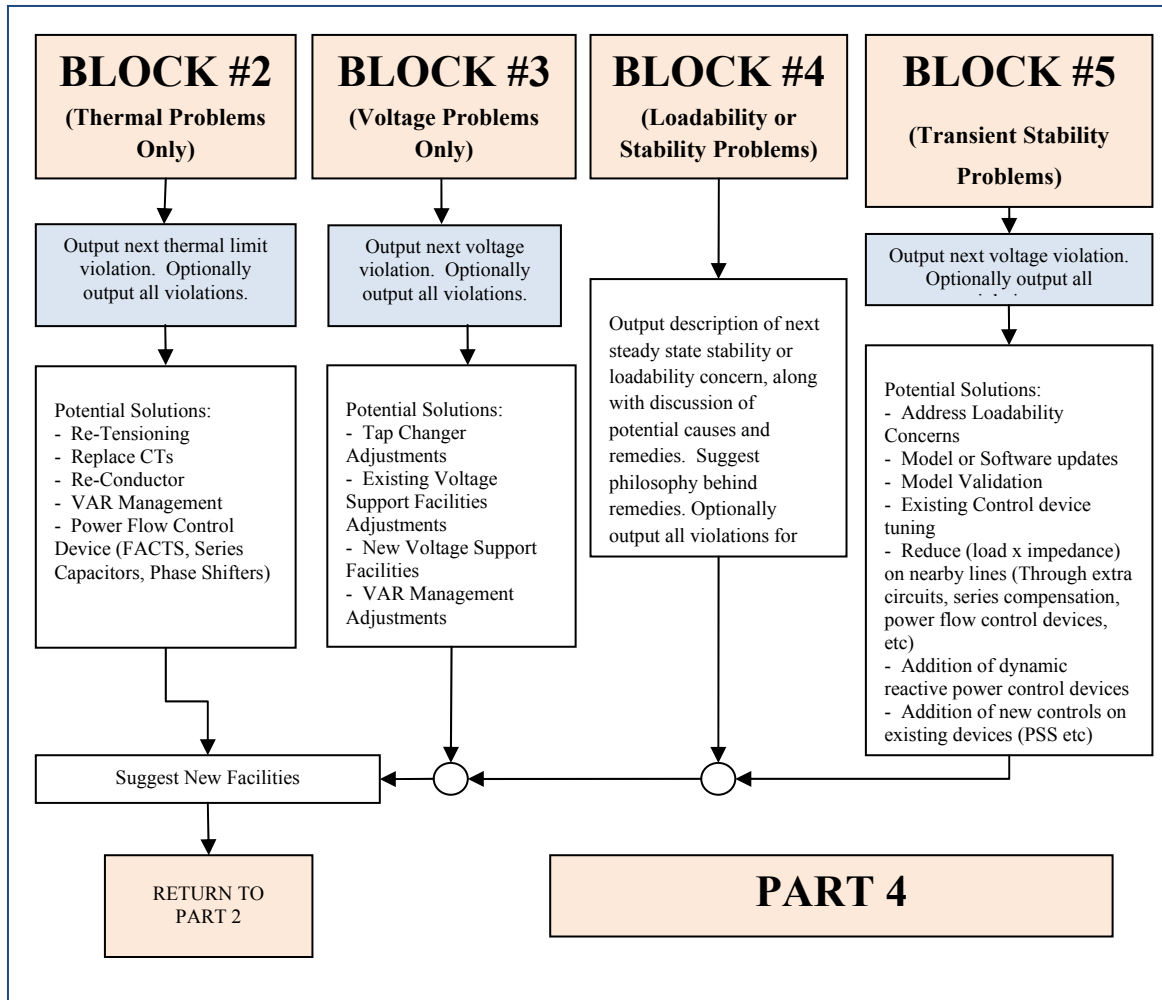 BLOCK #2
(Thermal Problems
Only)
Output next thermal limit
violation.  Optionally
output all violations.
Potential Solutions:
-  Re-Tensioning
-  Replace CTs
-  Re-Conductor
-  VAR Management
-  Power Flow Control
Device (FACTS, Series
Capacitors, Phase Shifters)
BLOCK #3
(Voltage Problems
Only)
Output next voltage
violation.  Optionally
output all violations.
Potential Solutions:
-  Tap Changer
Adjustments
-  Existing Voltage
Support Facilities
Adjustments
-  New Voltage Support
Facilities
-  VAR Management
Adjustments
BLOCK #4
(Loadability or
Stability Problems)
Output description of next
steady state stability or
loadability concern, along
with discussion of
potential causes and
remedies.  Suggest
philosophy behind
remedies. Optionally
output all violations for
BLOCK #5
(Transient Stability
Problems)
Output next voltage violation.
Optionally output all
Potential Solutions:
-  Address Loadability
Concerns
-  Model or Software updates
-  Model Validation
-  Existing Control device
tuning
-  Reduce (load x impedance)
on nearby lines (Through extra
circuits, series compensation,
power flow control devices,
etc)
-  Addition of dynamic
reactive power control devices
-  Addition of new controls on
existing devices (PSS etc)
Suggest New Facilities
RETURN TO
PART 2
PART 4